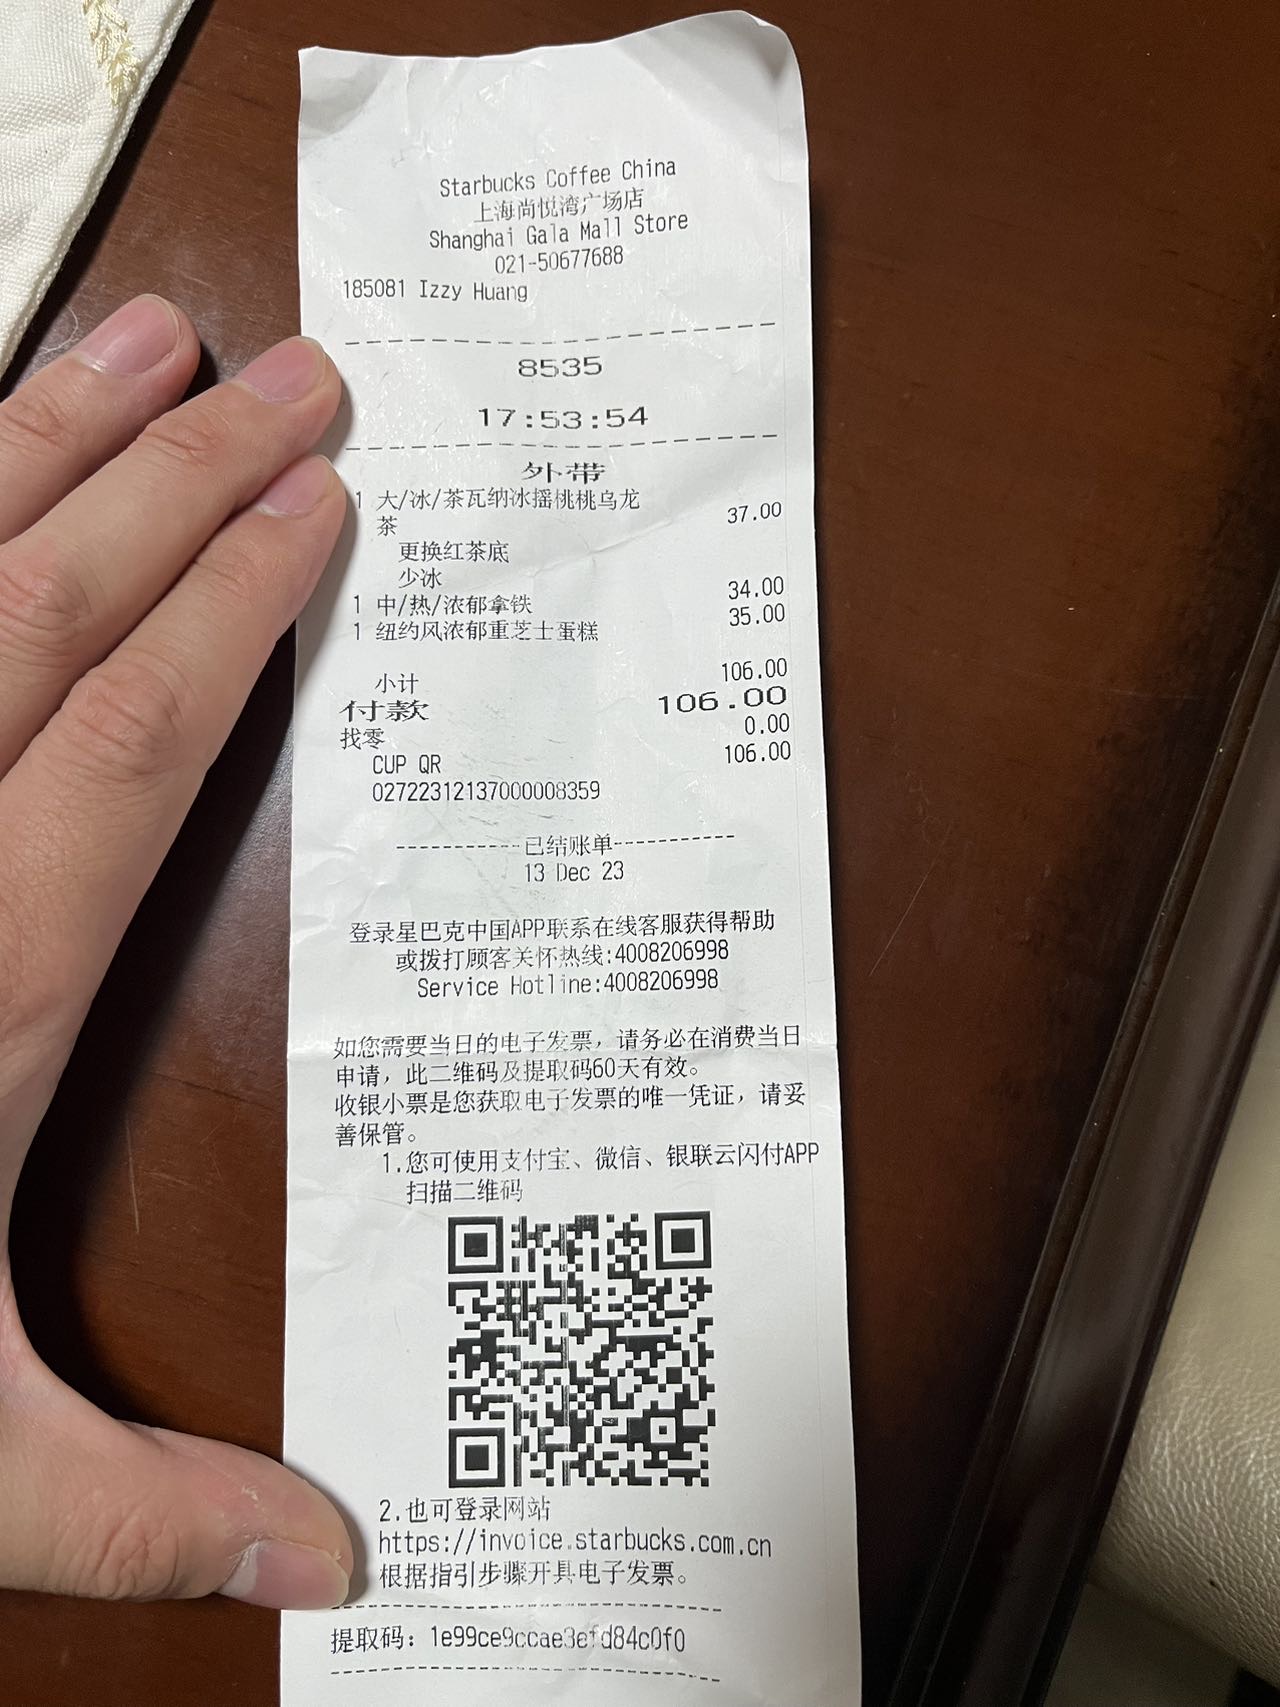 Starbucks Coffee China
上海尚悦湾广场店
Shanghai Gala Mall Store
021-50677688
185081 Izzy Huang
8535
17:53:54
外带
1 大/冰/茶瓦纳冰摇桃桃乌龙
茶 37.00
更换红茶底
少冰
1 中/热/浓郁拿铁 34.00
1 纽约风浓郁重芝士蛋糕 35.00
小计 106.00
付款 106.00
找零 0.00
CUP QR 106.00
02722312137000008359
-----------已结账单-----------
13 Dec 23
登录星巴克中国APP联系在线客服获得帮助
或拨打顾客关怀热线:4008206998
Service Hotline:4008206998
如您需要当日的电子发票，请务必在消费当日
申请，此二维码及提取码60天有效。
收银小票是您获取电子发票的唯一凭证，请妥
善保管。
1.您可使用支付宝、微信、银联云闪付APP
扫描二维码
2.也可登录网站
https://invoice.starbucks.com.cn
根据指引步骤开具电子发票。
提取码：1e99ce9ccae3efd84c0f0